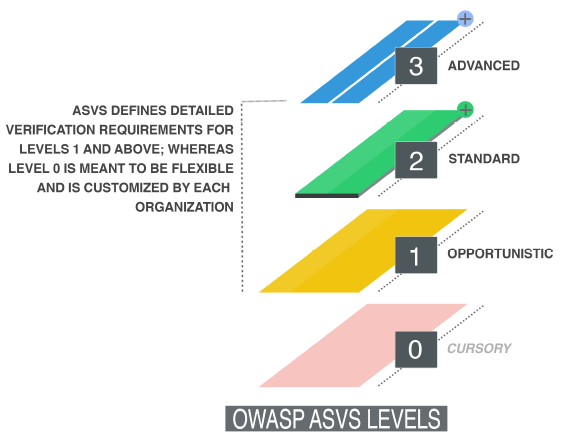 3 ADVANCED
ASVS DEFINES DETAILED
VERIFICATION REQUIREMENTS FOR
LEVELS 1 AND ABOVE; WHEREAS
LEVEL 0 IS MEANT TO BE FLEXIBLE
AND IS CUSTOMIZED BY EACH
ORGANIZATION
2 STANDARD
1 OPPORTUNISTIC
0 CURSORY
OWASP ASVS LEVELS